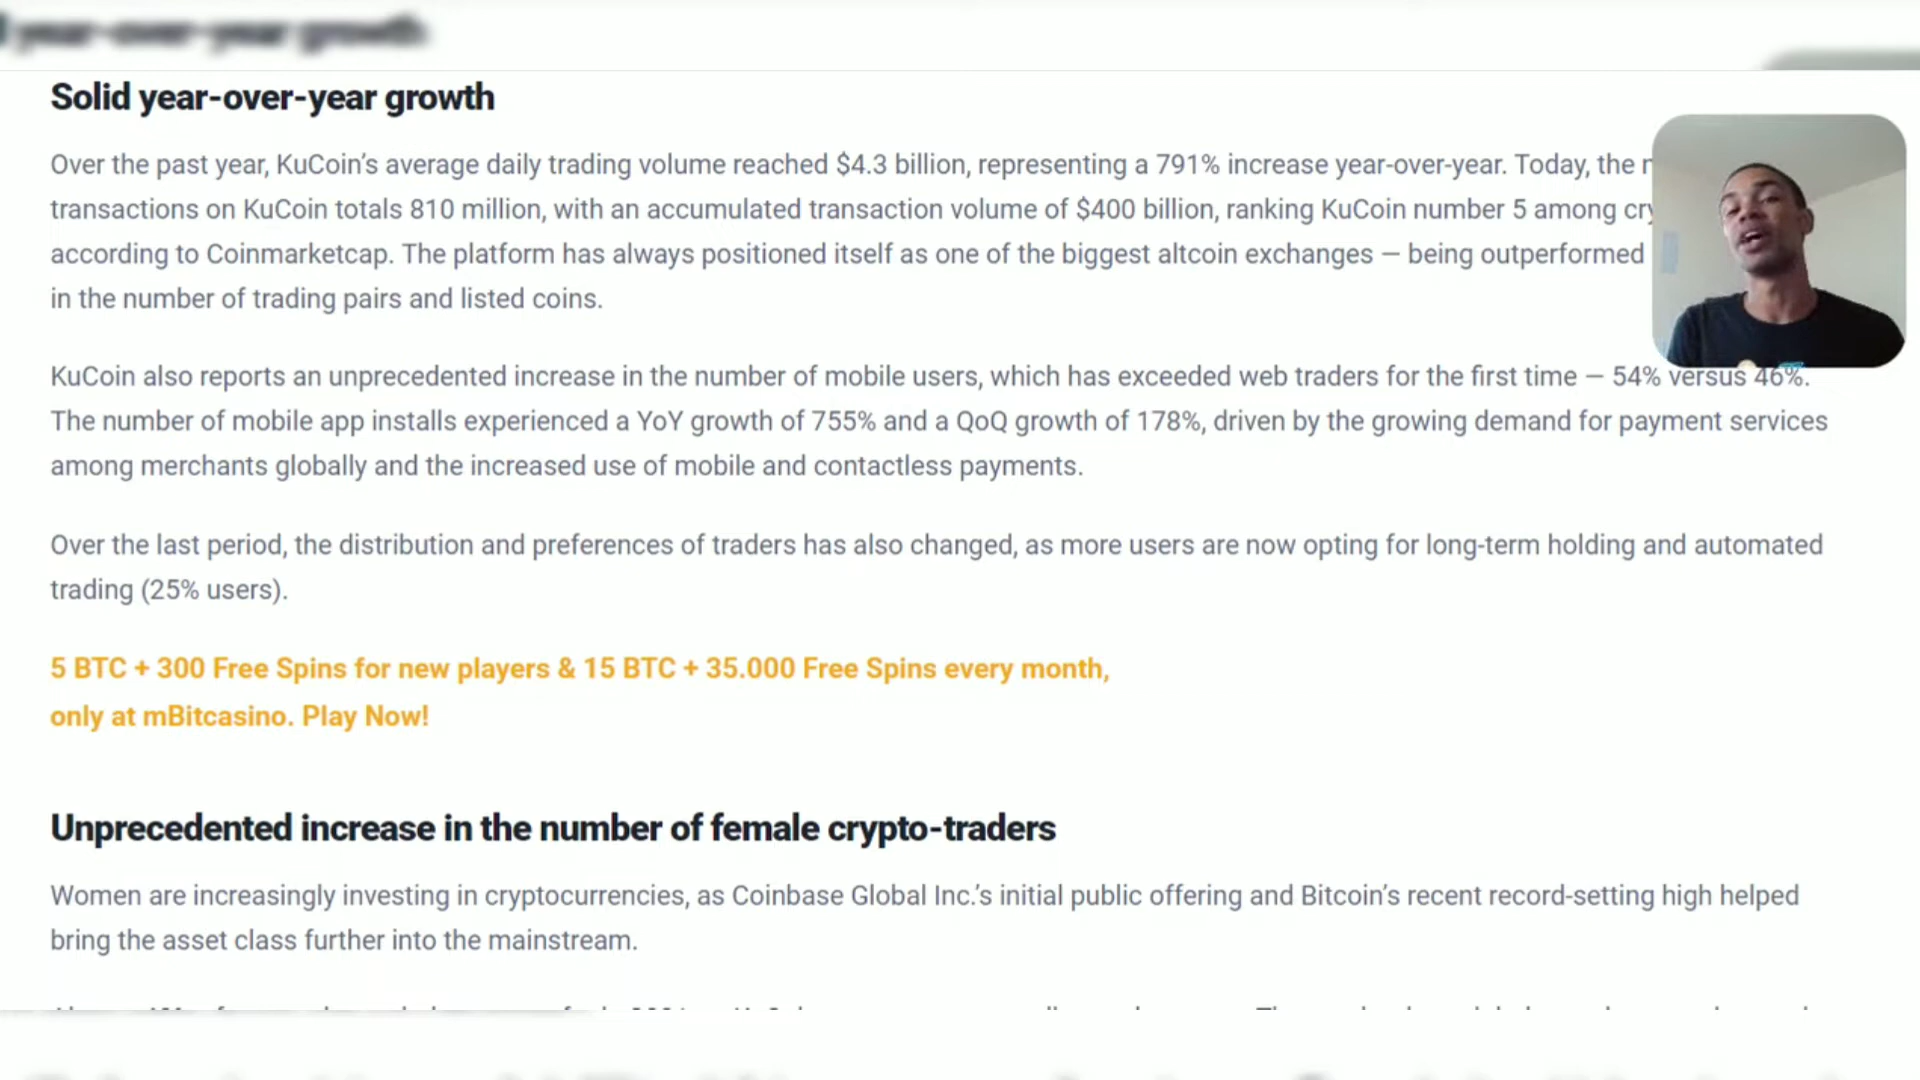 year-over-year growth
Solid year-over-year growth
Over the past year, KuCoin’s average daily trading volume reached $4.3 billion, representing a 791% increase year-over-year. Today, the
transactions on KuCoin totals 810 million, with an accumulated transaction volume of $400 billion, ranking KuCoin number 5 among
according to Coinmarketcap. The platform has always positioned itself as one of the biggest altcoin exchanges — being outperformed
in the number of trading pairs and listed coins.
KuCoin also reports an unprecedented increase in the number of mobile users, which has exceeded web traders for the first time — 54% versus 46%.
The number of mobile app installs experienced a YoY growth of 755% and a QoQ growth of 178%, driven by the growing demand for payment services
among merchants globally and the increased use of mobile and contactless payments.
Over the last period, the distribution and preferences of traders has also changed, as more users are now opting for long-term holding and automated
trading (25% users).
5 BTC + 300 Free Spins for new players & 15 BTC + 35.000 Free Spins every month,
only at mBitcasino. Play Now!
Unprecedented increase in the number of female crypto-traders
Women are increasingly investing in cryptocurrencies, as Coinbase Global Inc.’s initial public offering and Bitcoin’s recent record-setting high helped
bring the asset class further into the mainstream.